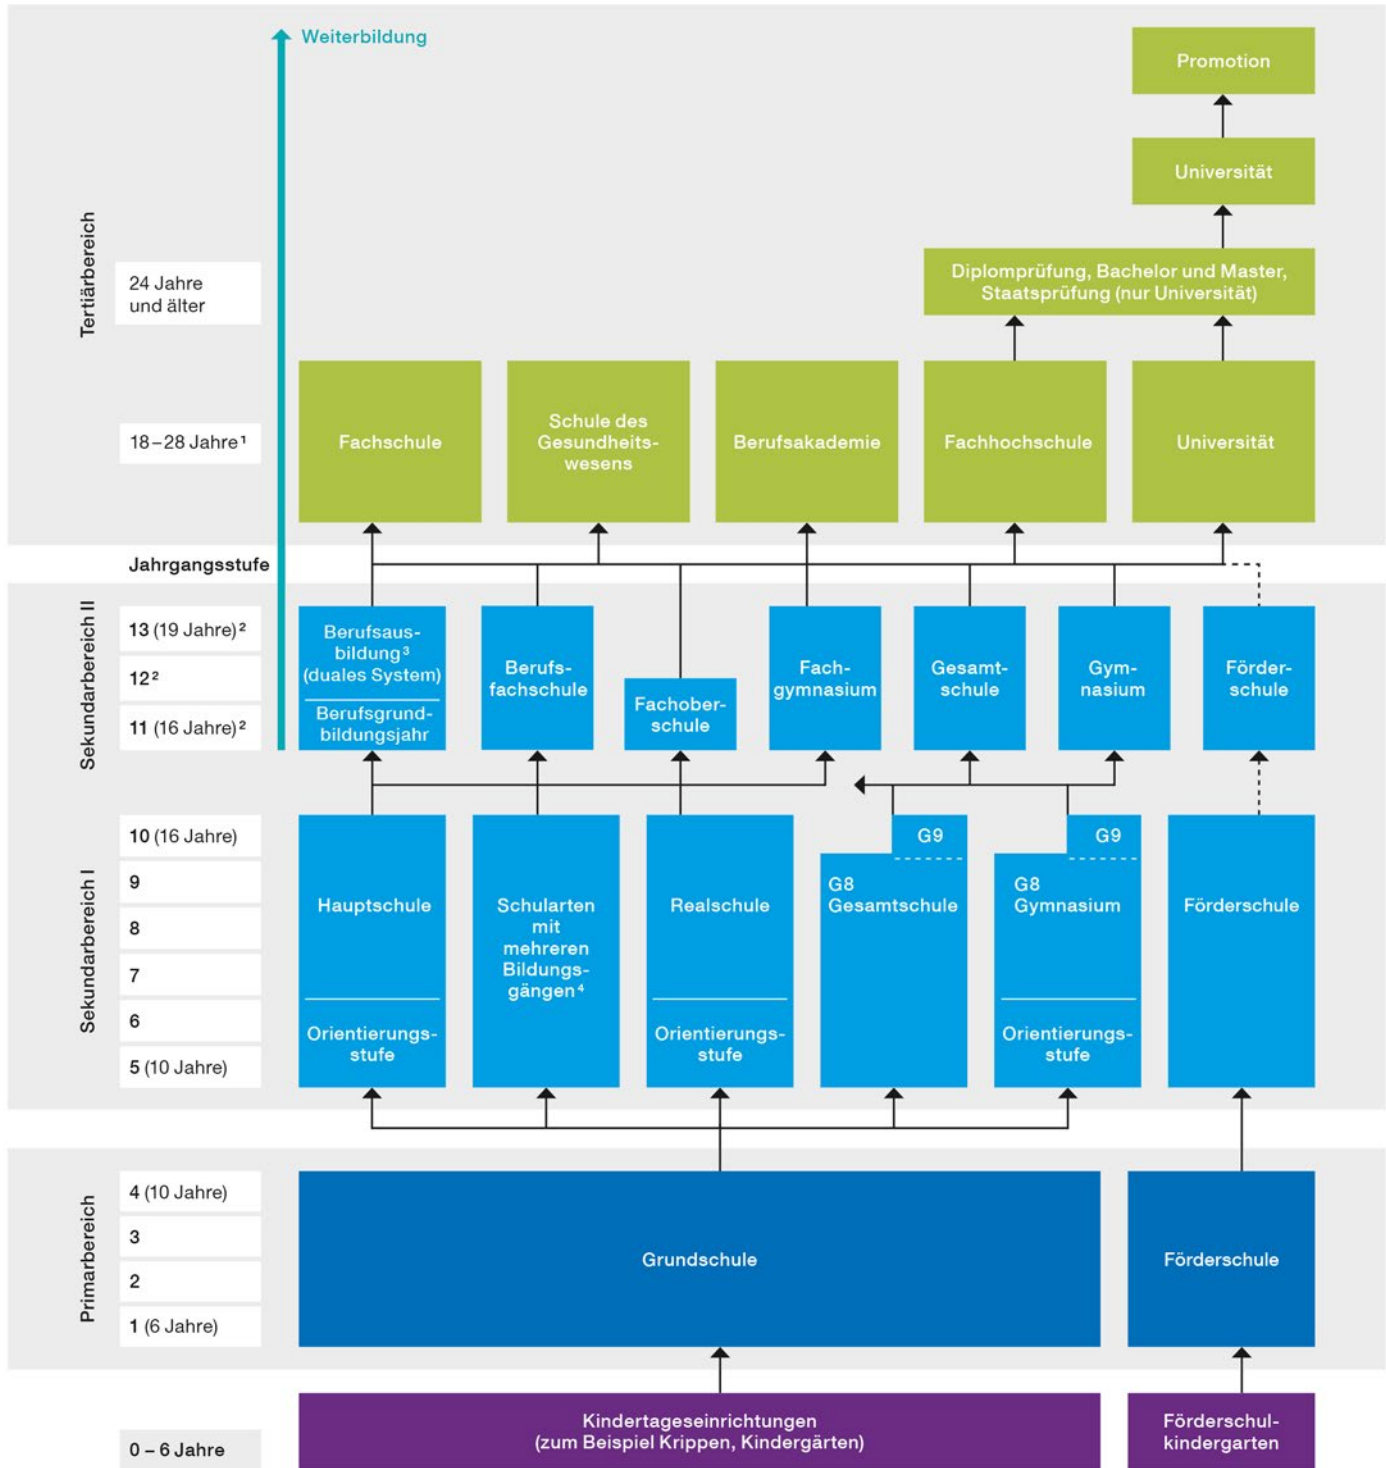 Weiterbildung
Promotion
Universität
Tertiärbereich
24 Jahre
und älter
Diplomprüfung, Bachelor und Master,
Staatsprüfung (nur Universität)
18–28 Jahre¹
Fachschule
Schule des
Gesundheits-
wesens
Berufsakademie
Fachhochschule
Universität
Jahrgangsstufe
Sekundarbereich II
13 (19 Jahre)²
12²
11 (16 Jahre)²
Berufsaus-
bildung³
(duales System)
Berufsgrund-
bildungsjahr
Berufs-
fachschule
Fachober-
schule
Fach-
gymnasium
Gesamt-
schule
Gym-
nasium
Förder-
schule
Sekundarbereich I
10 (16 Jahre)
9
8
7
6
5 (10 Jahre)
Hauptschule
Orientierungs-
stufe
Schularten
mit
mehreren
Bildungs-
gängen⁴
Realschule
Orientierungs-
stufe
G9
G8
Gesamtschule
G9
G8
Gymnasium
Orientierungs-
stufe
Förderschule
Primarbereich
4 (10 Jahre)
3
2
1 (6 Jahre)
Grundschule
Förderschule
0 – 6 Jahre
Kindertageseinrichtungen
(zum Beispiel Krippen, Kindergärten)
Förderschul-
kindergarten